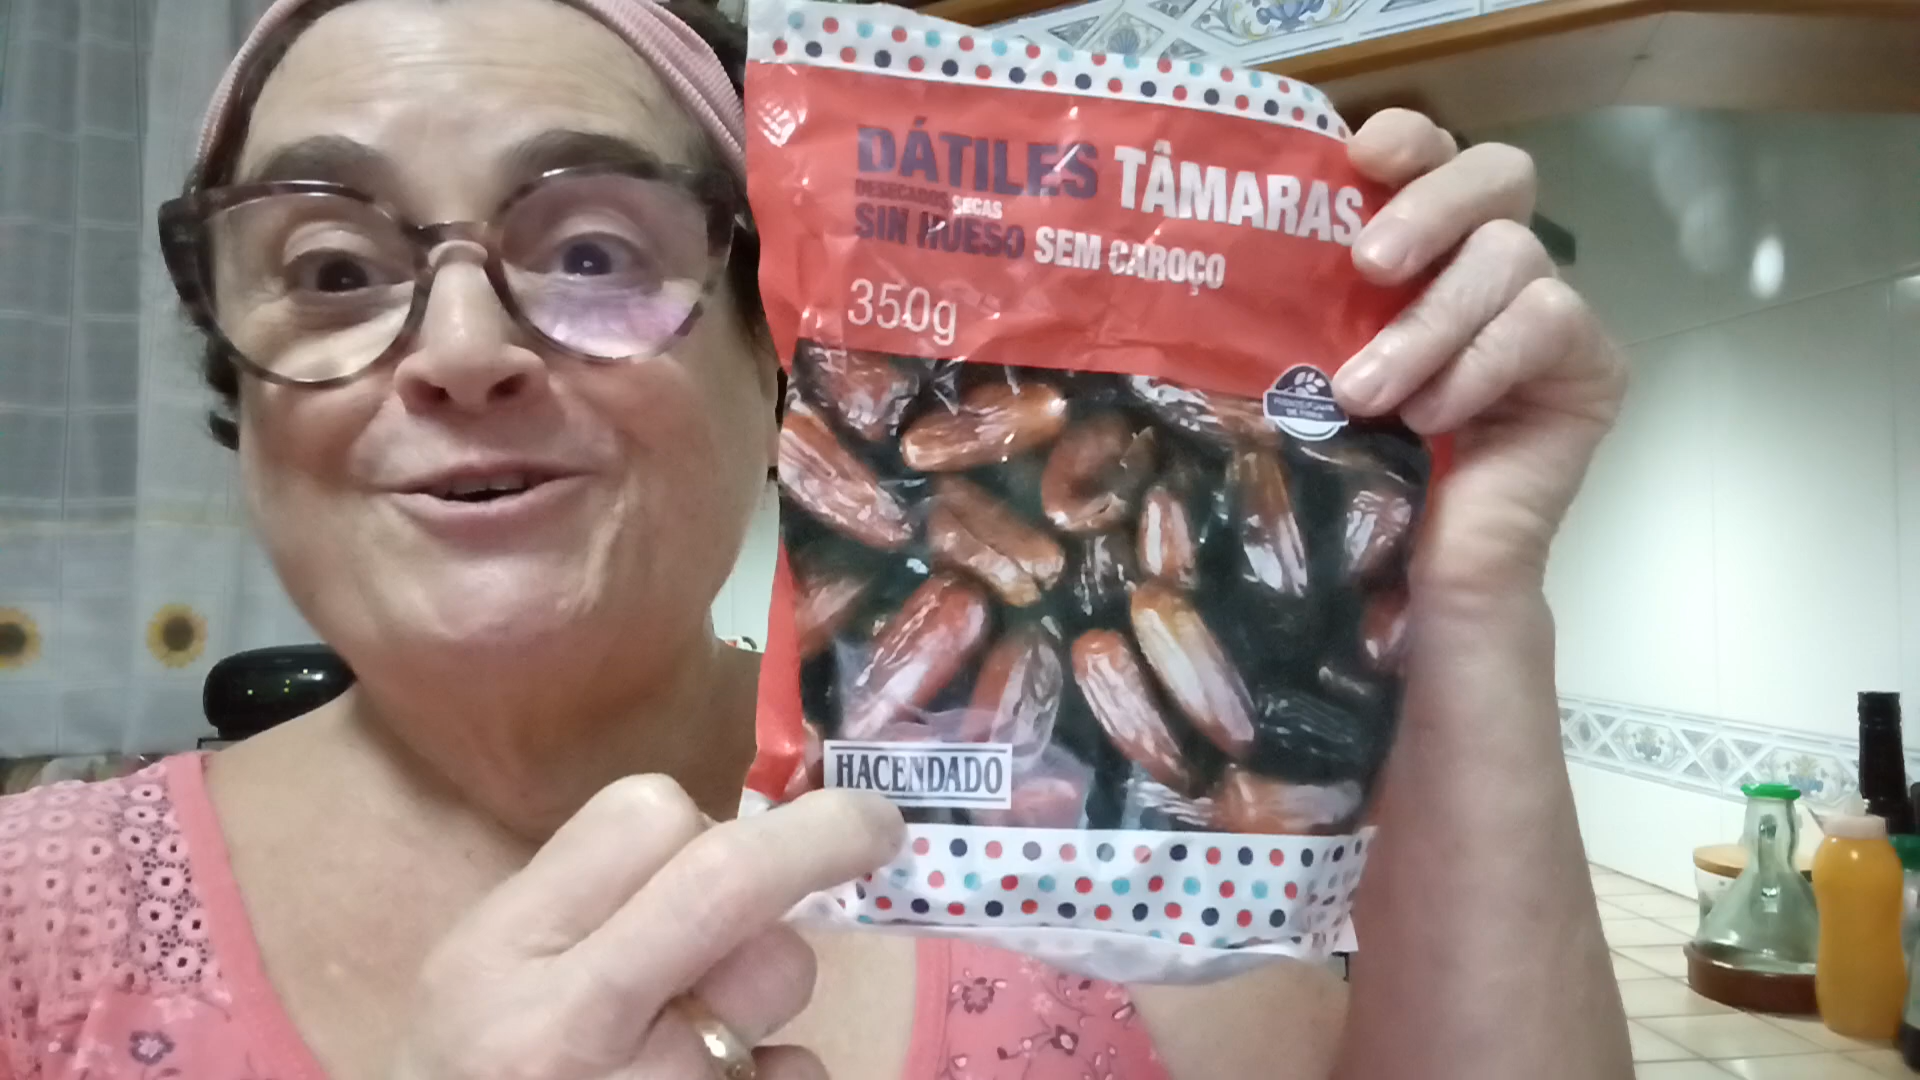 DÁTILES TÂMARAS
DESECADOS SECAS
SIN HUESO SEM CAROÇO
350g
HACENDADO